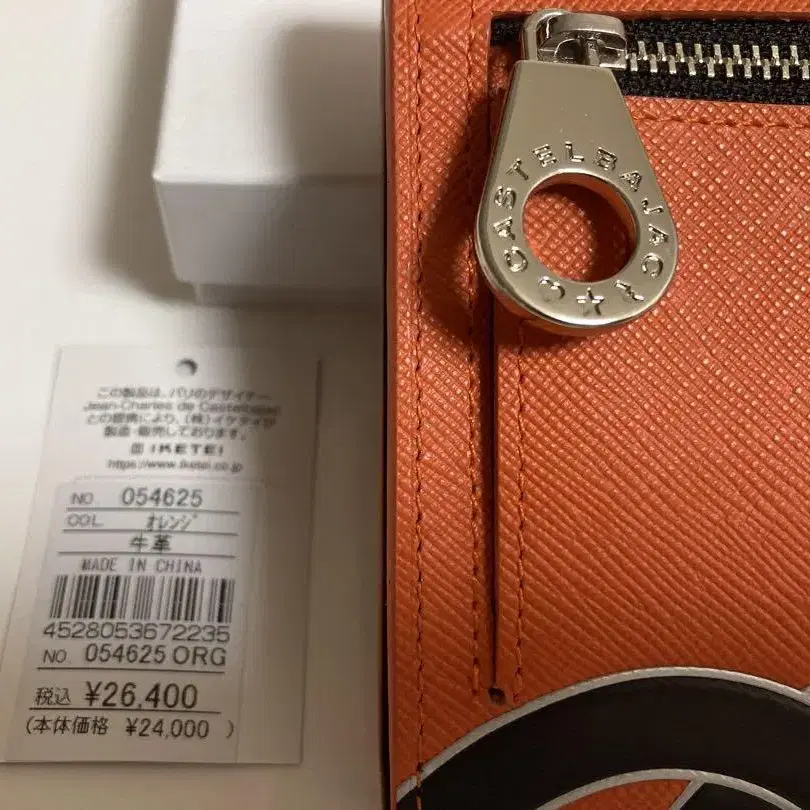 この製品は、パリのデザイナー
Jean-Charles de Castelbajac
との提携により、(株)イケテイが
製造・販売しております。
IKETEI
https://www.iketei.co.jp
NO. 054625
COL. オレンジ
牛革
MADE IN CHINA
4528053672235
NO. 054625 ORG
税込 ¥26,400
(本体価格 ¥24,000 )
CASTELBAJAC